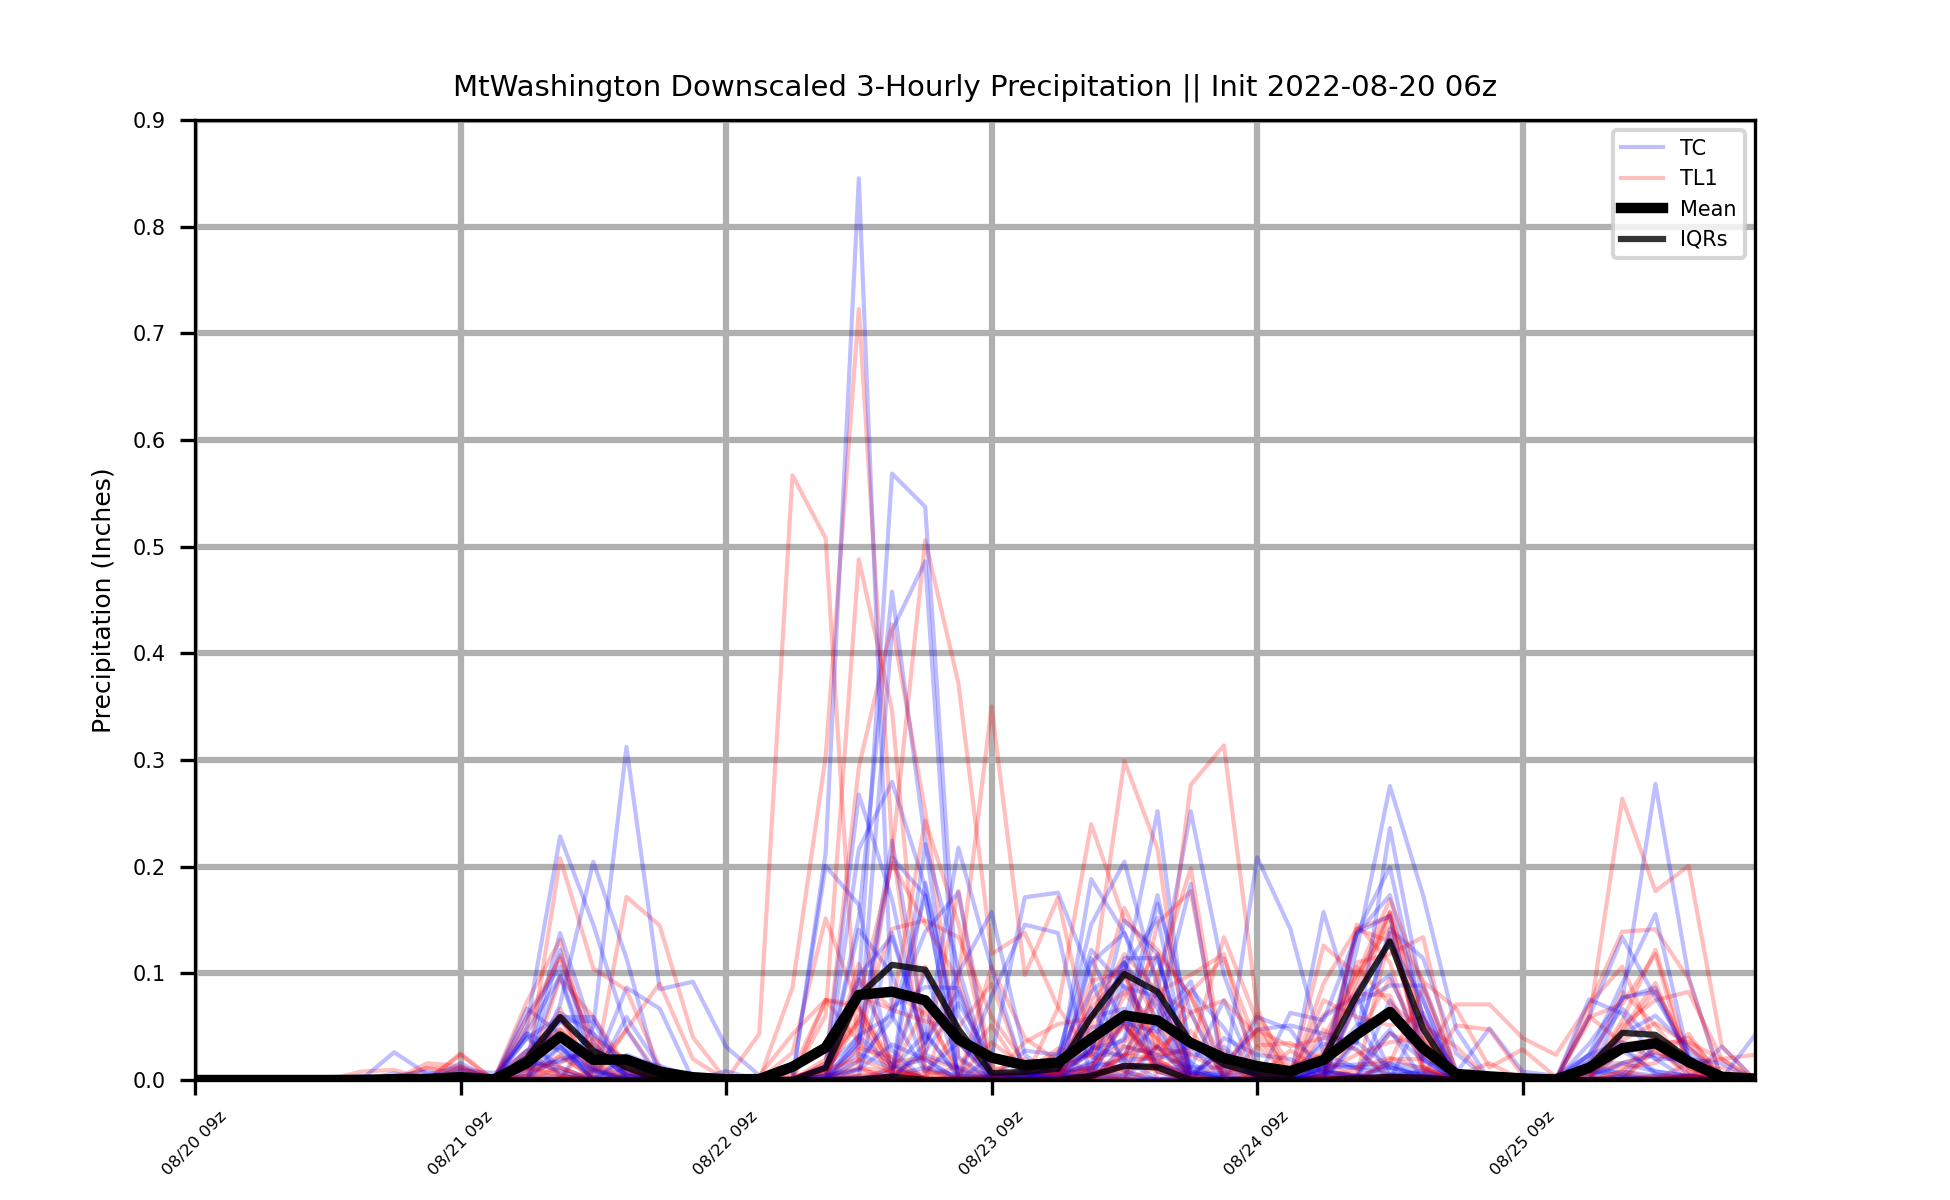 MtWashington Downscaled 3-Hourly Precipitation || Init 2022-08-20 06z
TC
TL1
Mean
IQRs
Precipitation (Inches)
0.9
0.8
0.7
0.6
0.5
0.4
0.3
0.2
0.1
0.0
08/20 09z
08/21 09z
08/22 09z
08/23 09z
08/24 09z
08/25 09z